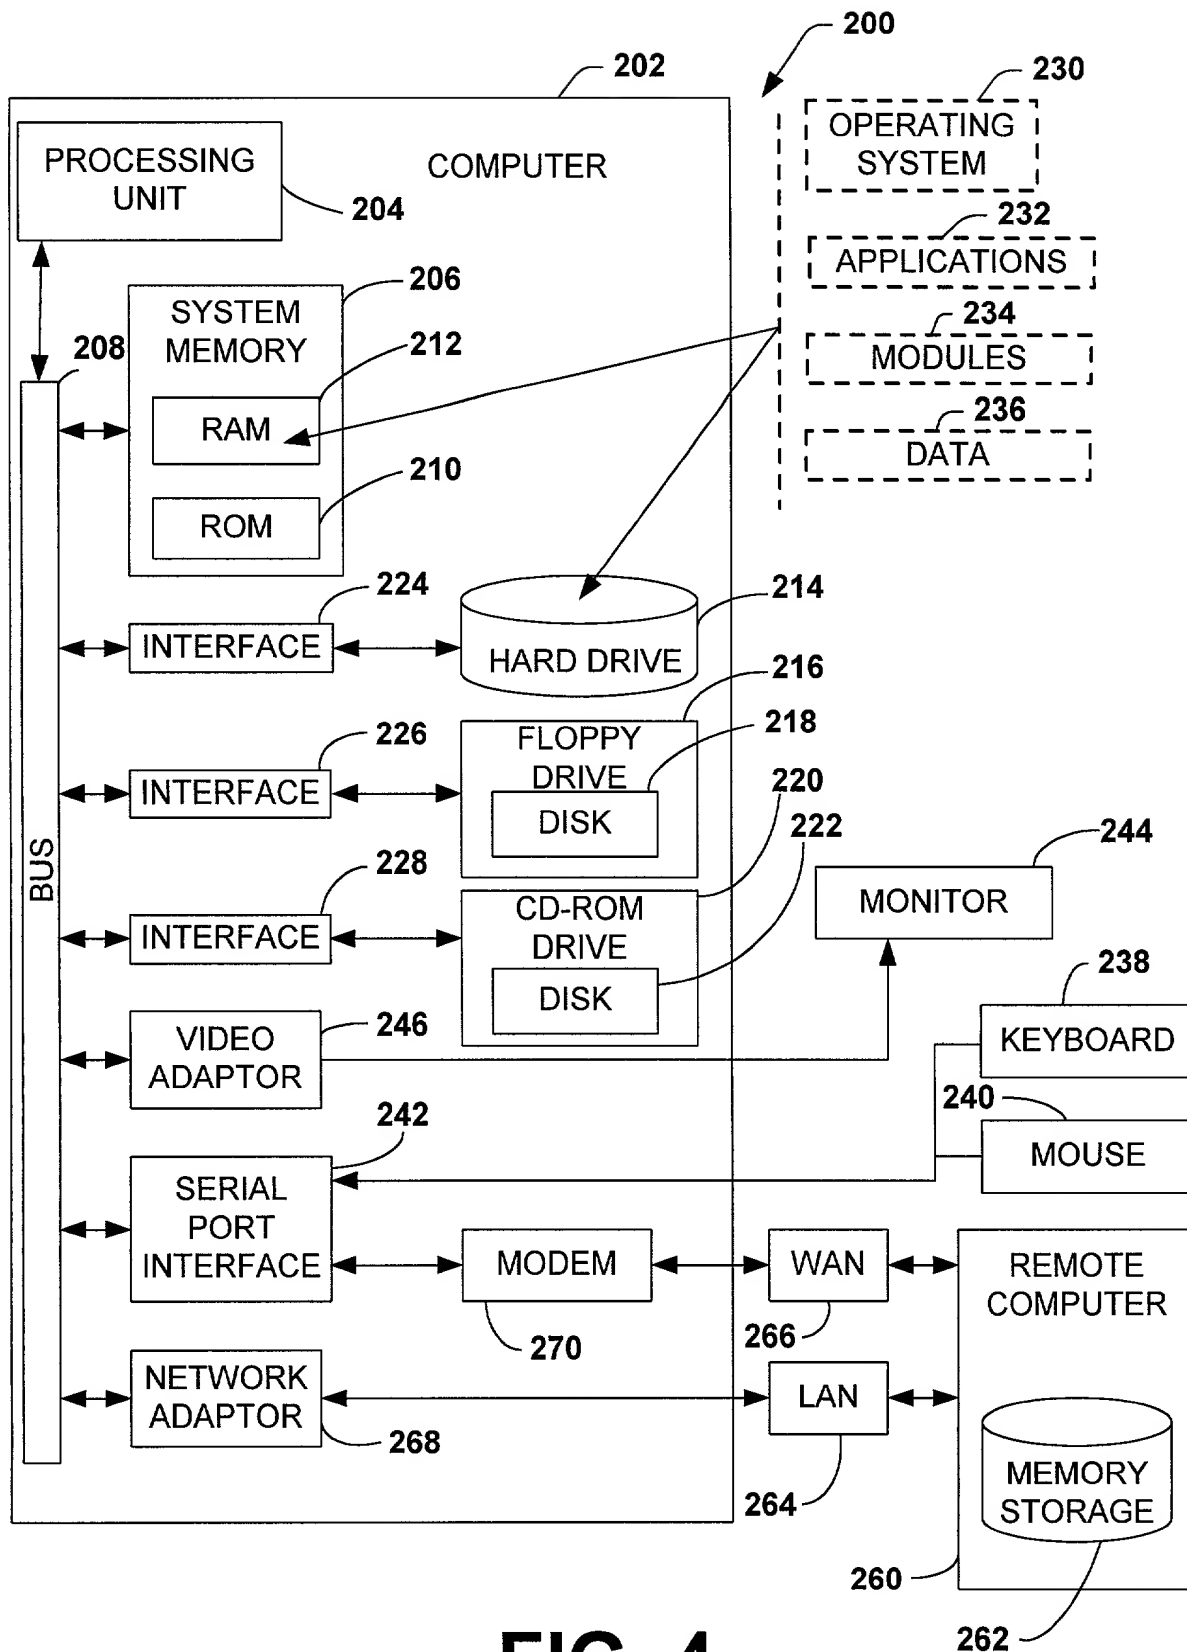 200
202
230
OPERATING
SYSTEM
PROCESSING
UNIT
COMPUTER
204
232
APPLICATIONS
206
SYSTEM
MEMORY
234
MODULES
208
212
RAM
236
DATA
210
ROM
224
INTERFACE
214
HARD DRIVE
216
226
INTERFACE
218
FLOPPY
DRIVE
DISK
220
222
244
MONITOR
BUS
228
INTERFACE
CD-ROM
DRIVE
DISK
238
KEYBOARD
246
VIDEO
ADAPTOR
240
MOUSE
242
SERIAL
PORT
INTERFACE
MODEM
270
WAN
266
REMOTE
COMPUTER
NETWORK
ADAPTOR
268
LAN
264
MEMORY
STORAGE
260
262
FIG. 4